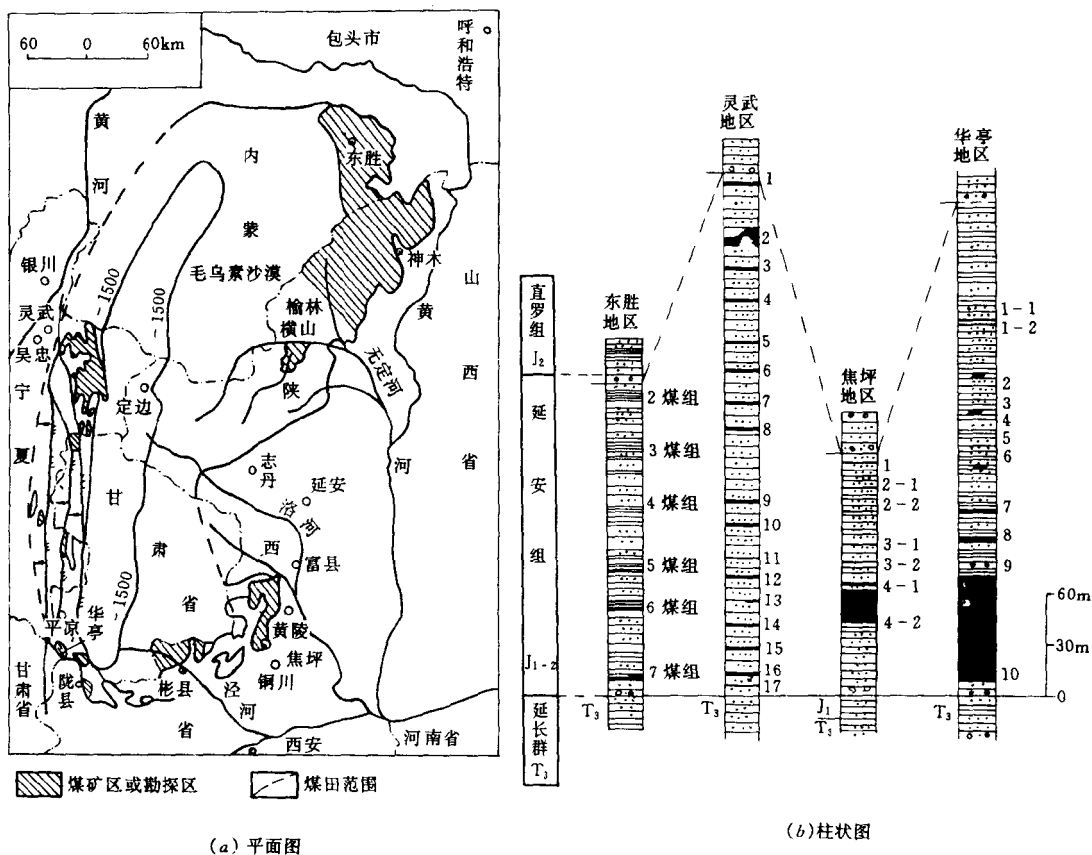 60 0 60km
包头市
呼和浩特
黄河
内蒙
东胜
神木
银川
灵武
吴忠
-1500
-1500
毛乌素沙漠
榆林
横山
无定河
黄河
山西省
宁夏
定边
陕西
志丹
延安
洛河
富县
甘肃省
-1500
平凉
华亭
黄陵
焦坪
铜川
甘肃省
陇县
彬县
泾河
省
西安
河南省
煤矿区或勘探区
煤田范围
(a)平面图
直罗组
J₂
延安组
J₁₋₂
延长群
T₃
东胜
地区
2 煤组
3 煤组
4 煤组
5 煤组
6 煤组
7 煤组
T₃
灵武
地区
1
2
3
4
5
6
7
8
9
10
11
12
13
14
15
16
17
T₃
焦坪
地区
1
2-1
2-2
3-1
3-2
4-1
4-2
J₁
T₃
华亭
地区
1-1
1-2
2
3
4
5
6
7
8
9
10
T₃
60m
30m
0
(b)柱状图